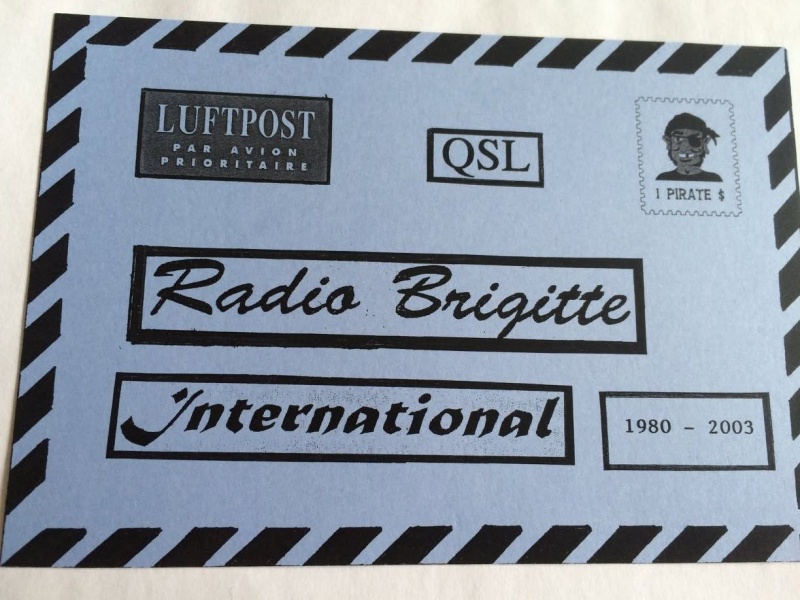 LUFTPOST
PAR AVION
PRIORITAIRE
QSL
1 PIRATE $
Radio Brigitte
International
1980 - 2003